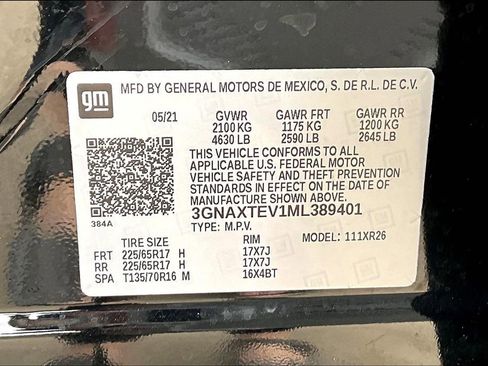 gm
MFD BY GENERAL MOTORS DE MEXICO, S. DE R.L. DE C.V.
05/21 GVWR GAWR FRT GAWR RR
2100 KG 1175 KG 1200 KG
4630 LB 2590 LB 2645 LB
THIS VEHICLE CONFORMS TO ALL
APPLICABLE U.S. FEDERAL MOTOR
VEHICLE SAFETY AND THEFT
PREVENTION STANDARDS IN
EFFECT ON THE DATE OF MANUFACTURE
SHOWN ABOVE.
384A
3GNAXTEV1ML389401
TYPE: M.P.V.
TIRE SIZE RIM MODEL: 111XR26
FRT 225/65R17 H 17X7J
RR 225/65R17 H 17X7J
SPA T135/70R16 M 16X4BT